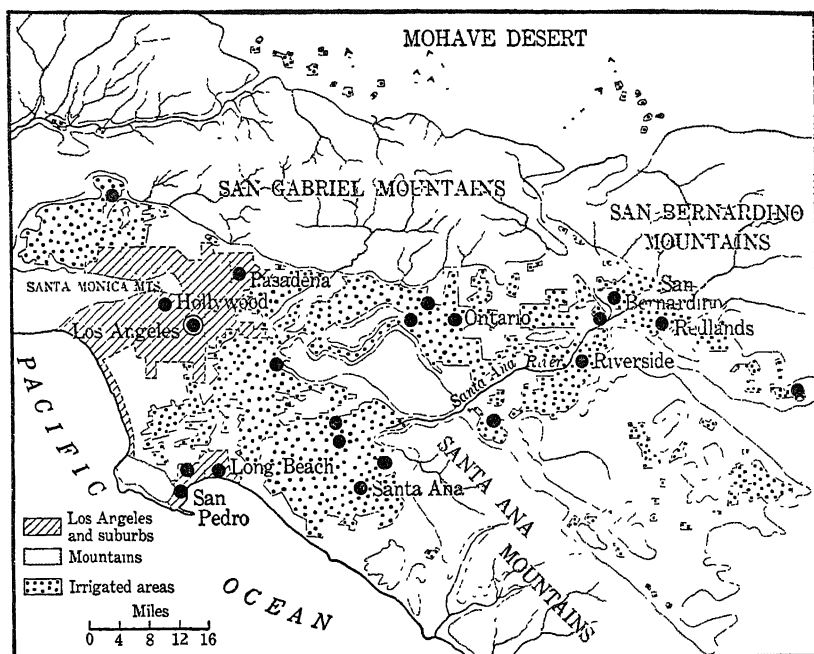 MOHAVE DESERT
SAN GABRIEL MOUNTAINS
SAN BERNARDINO
MOUNTAINS
SANTA MONICA MTS.
Pasadena
Hollywood
Los Angeles
Ontario
San
Bernardino
Redlands
Riverside
Santa Ana River
PACIFIC
OCEAN
Long Beach
San
Pedro
Santa Ana
SANTA ANA
MOUNTAINS
Los Angeles
and suburbs
Mountains
Irrigated areas
Miles
0 4 8 12 16